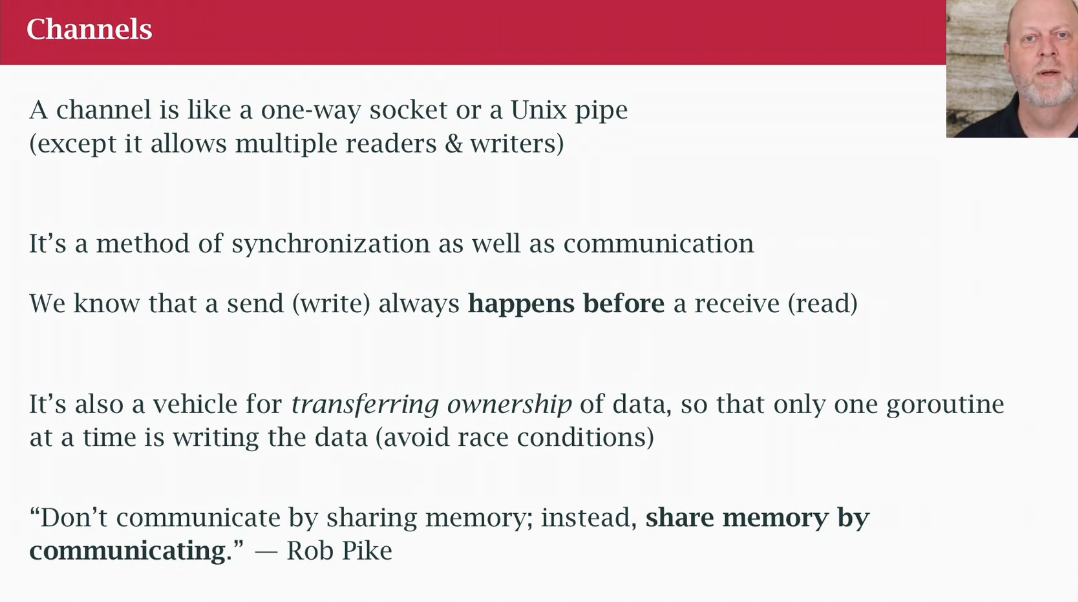 Channels
A channel is like a one-way socket or a Unix pipe
(except it allows multiple readers & writers)
It’s a method of synchronization as well as communication
We know that a send (write) always happens before a receive (read)
It’s also a vehicle for transferring ownership of data, so that only one goroutine
at a time is writing the data (avoid race conditions)
“Don’t communicate by sharing memory; instead, share memory by
communicating.” — Rob Pike